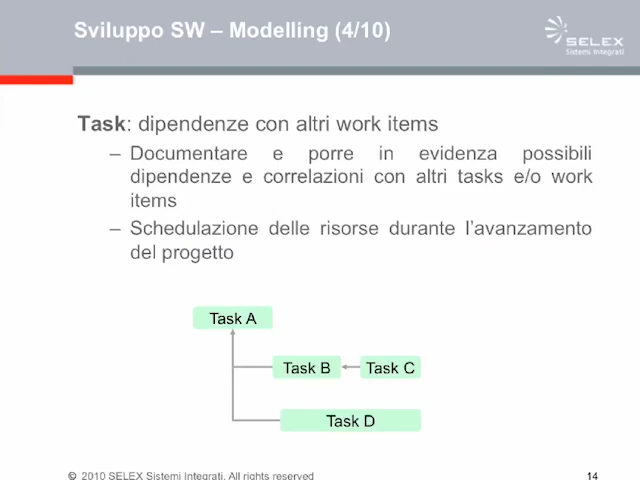 Sviluppo SW – Modelling (4/10)
SELEX
Sistemi Integrati
Task: dipendenze con altri work items
– Documentare e porre in evidenza possibili
dipendenze e correlazioni con altri tasks e/o work
items
– Schedulazione delle risorse durante l'avanzamento
del progetto
Task A
Task B
Task C
Task D
© 2010 SELEX Sistemi Integrati. All rights reserved
14